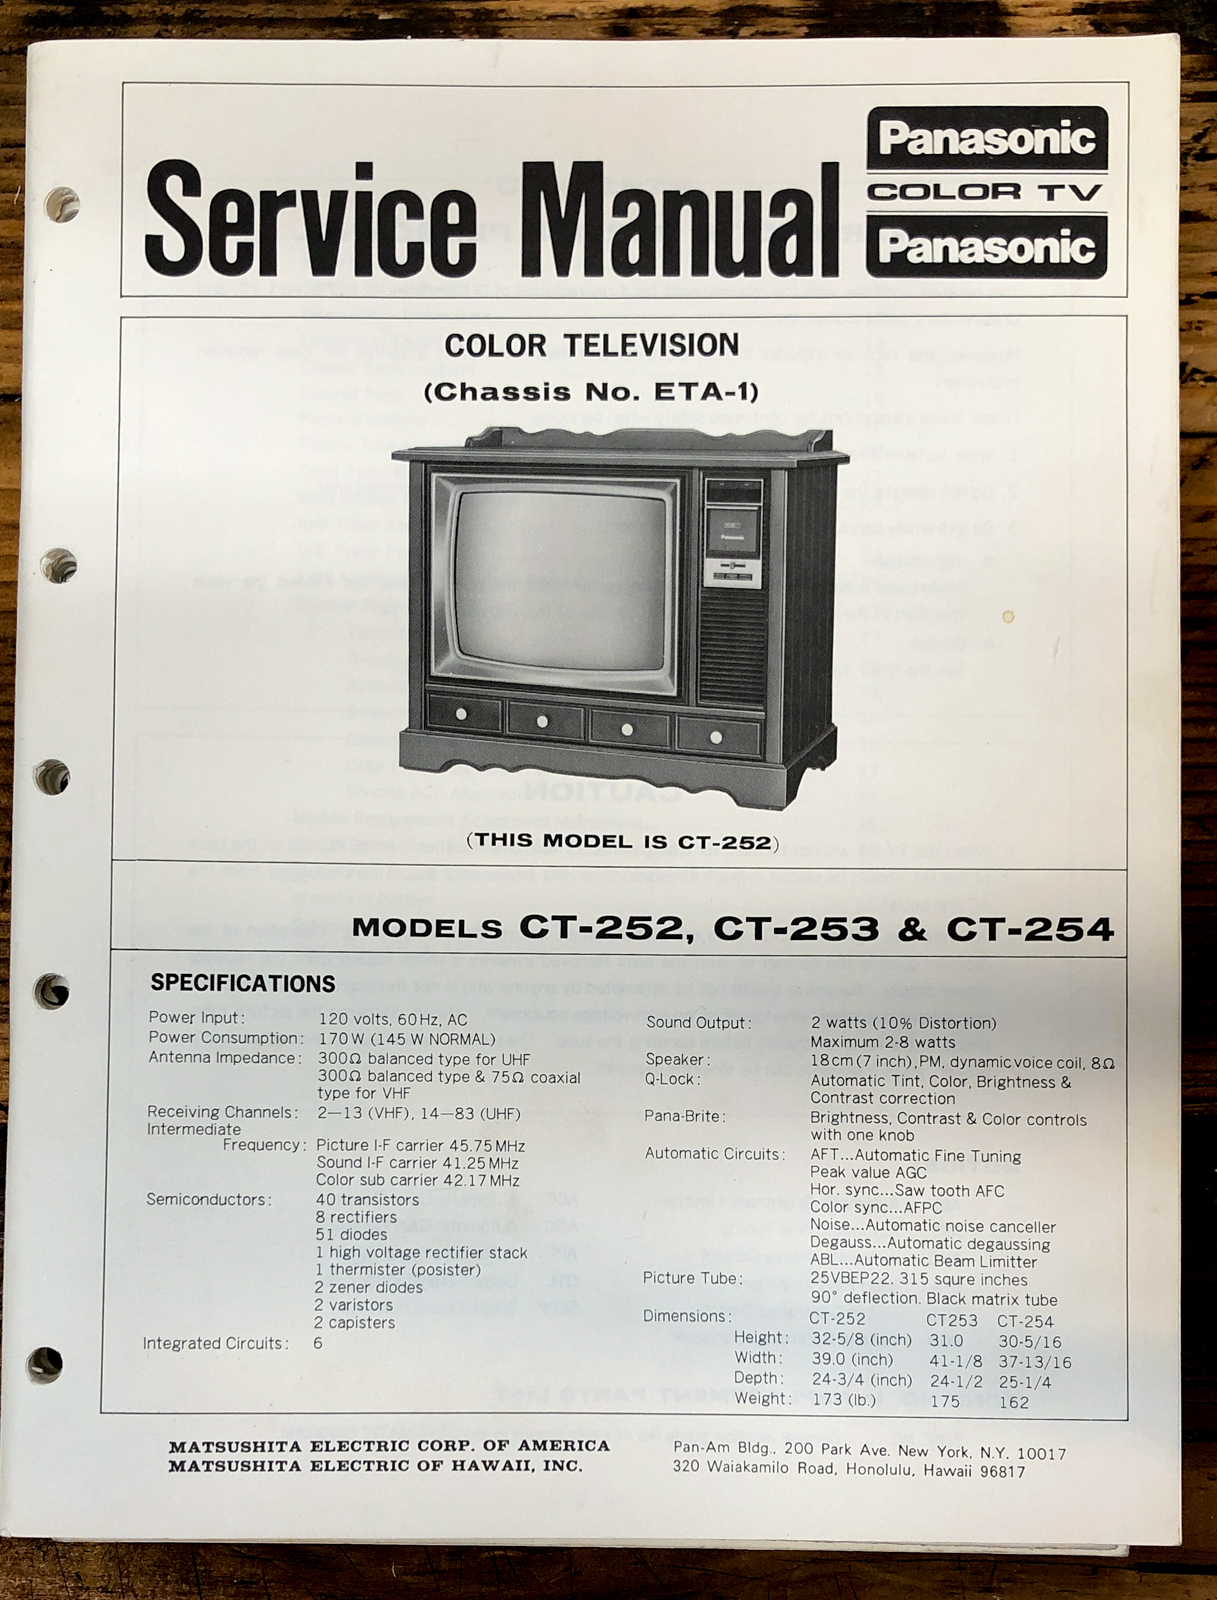 Service Manual
Panasonic
COLOR TV
Panasonic
COLOR TELEVISION
(Chassis No. ETA-1)
Panasonic
(THIS MODEL IS CT-252)
MODELS CT-252, CT-253 & CT-254
SPECIFICATIONS
Power Input: 120 volts, 60Hz, AC
Power Consumption: 170W (145 W NORMAL)
Antenna Impedance: 300Ω balanced type for UHF
300Ω balanced type & 75Ω coaxial
type for VHF
Receiving Channels: 2—13 (VHF), 14—83 (UHF)
Intermediate
Frequency: Picture I-F carrier 45.75MHz
Sound I-F carrier 41.25MHz
Color sub carrier 42.17MHz
Semiconductors: 40 transistors
8 rectifiers
51 diodes
1 high voltage rectifier stack
1 thermister (posister)
2 zener diodes
2 varistors
2 capisters
Integrated Circuits: 6
Sound Output: 2 watts (10% Distortion)
Maximum 2-8 watts
Speaker: 18cm (7 inch), PM, dynamic voice coil, 8Ω
Q-Lock: Automatic Tint, Color, Brightness &
Contrast correction
Pana-Brite: Brightness, Contrast & Color controls
with one knob
Automatic Circuits: AFT...Automatic Fine Tuning
Peak value AGC
Hor. sync...Saw tooth AFC
Color sync...AFPC
Noise...Automatic noise canceller
Degauss...Automatic degaussing
ABL...Automatic Beam Limitter
Picture Tube: 25VBEP22. 315 squre inches
90° deflection. Black matrix tube
Dimensions: CT-252 CT253 CT-254
Height: 32-5/8 (inch) 31.0 30-5/16
Width: 39.0 (inch) 41-1/8 37-13/16
Depth: 24-3/4 (inch) 24-1/2 25-1/4
Weight: 173 (lb.) 175 162
MATSUSHITA ELECTRIC CORP. OF AMERICA
MATSUSHITA ELECTRIC OF HAWAII, INC.
Pan-Am Bldg., 200 Park Ave. New York, N.Y. 10017
320 Waiakamilo Road, Honolulu, Hawaii 96817